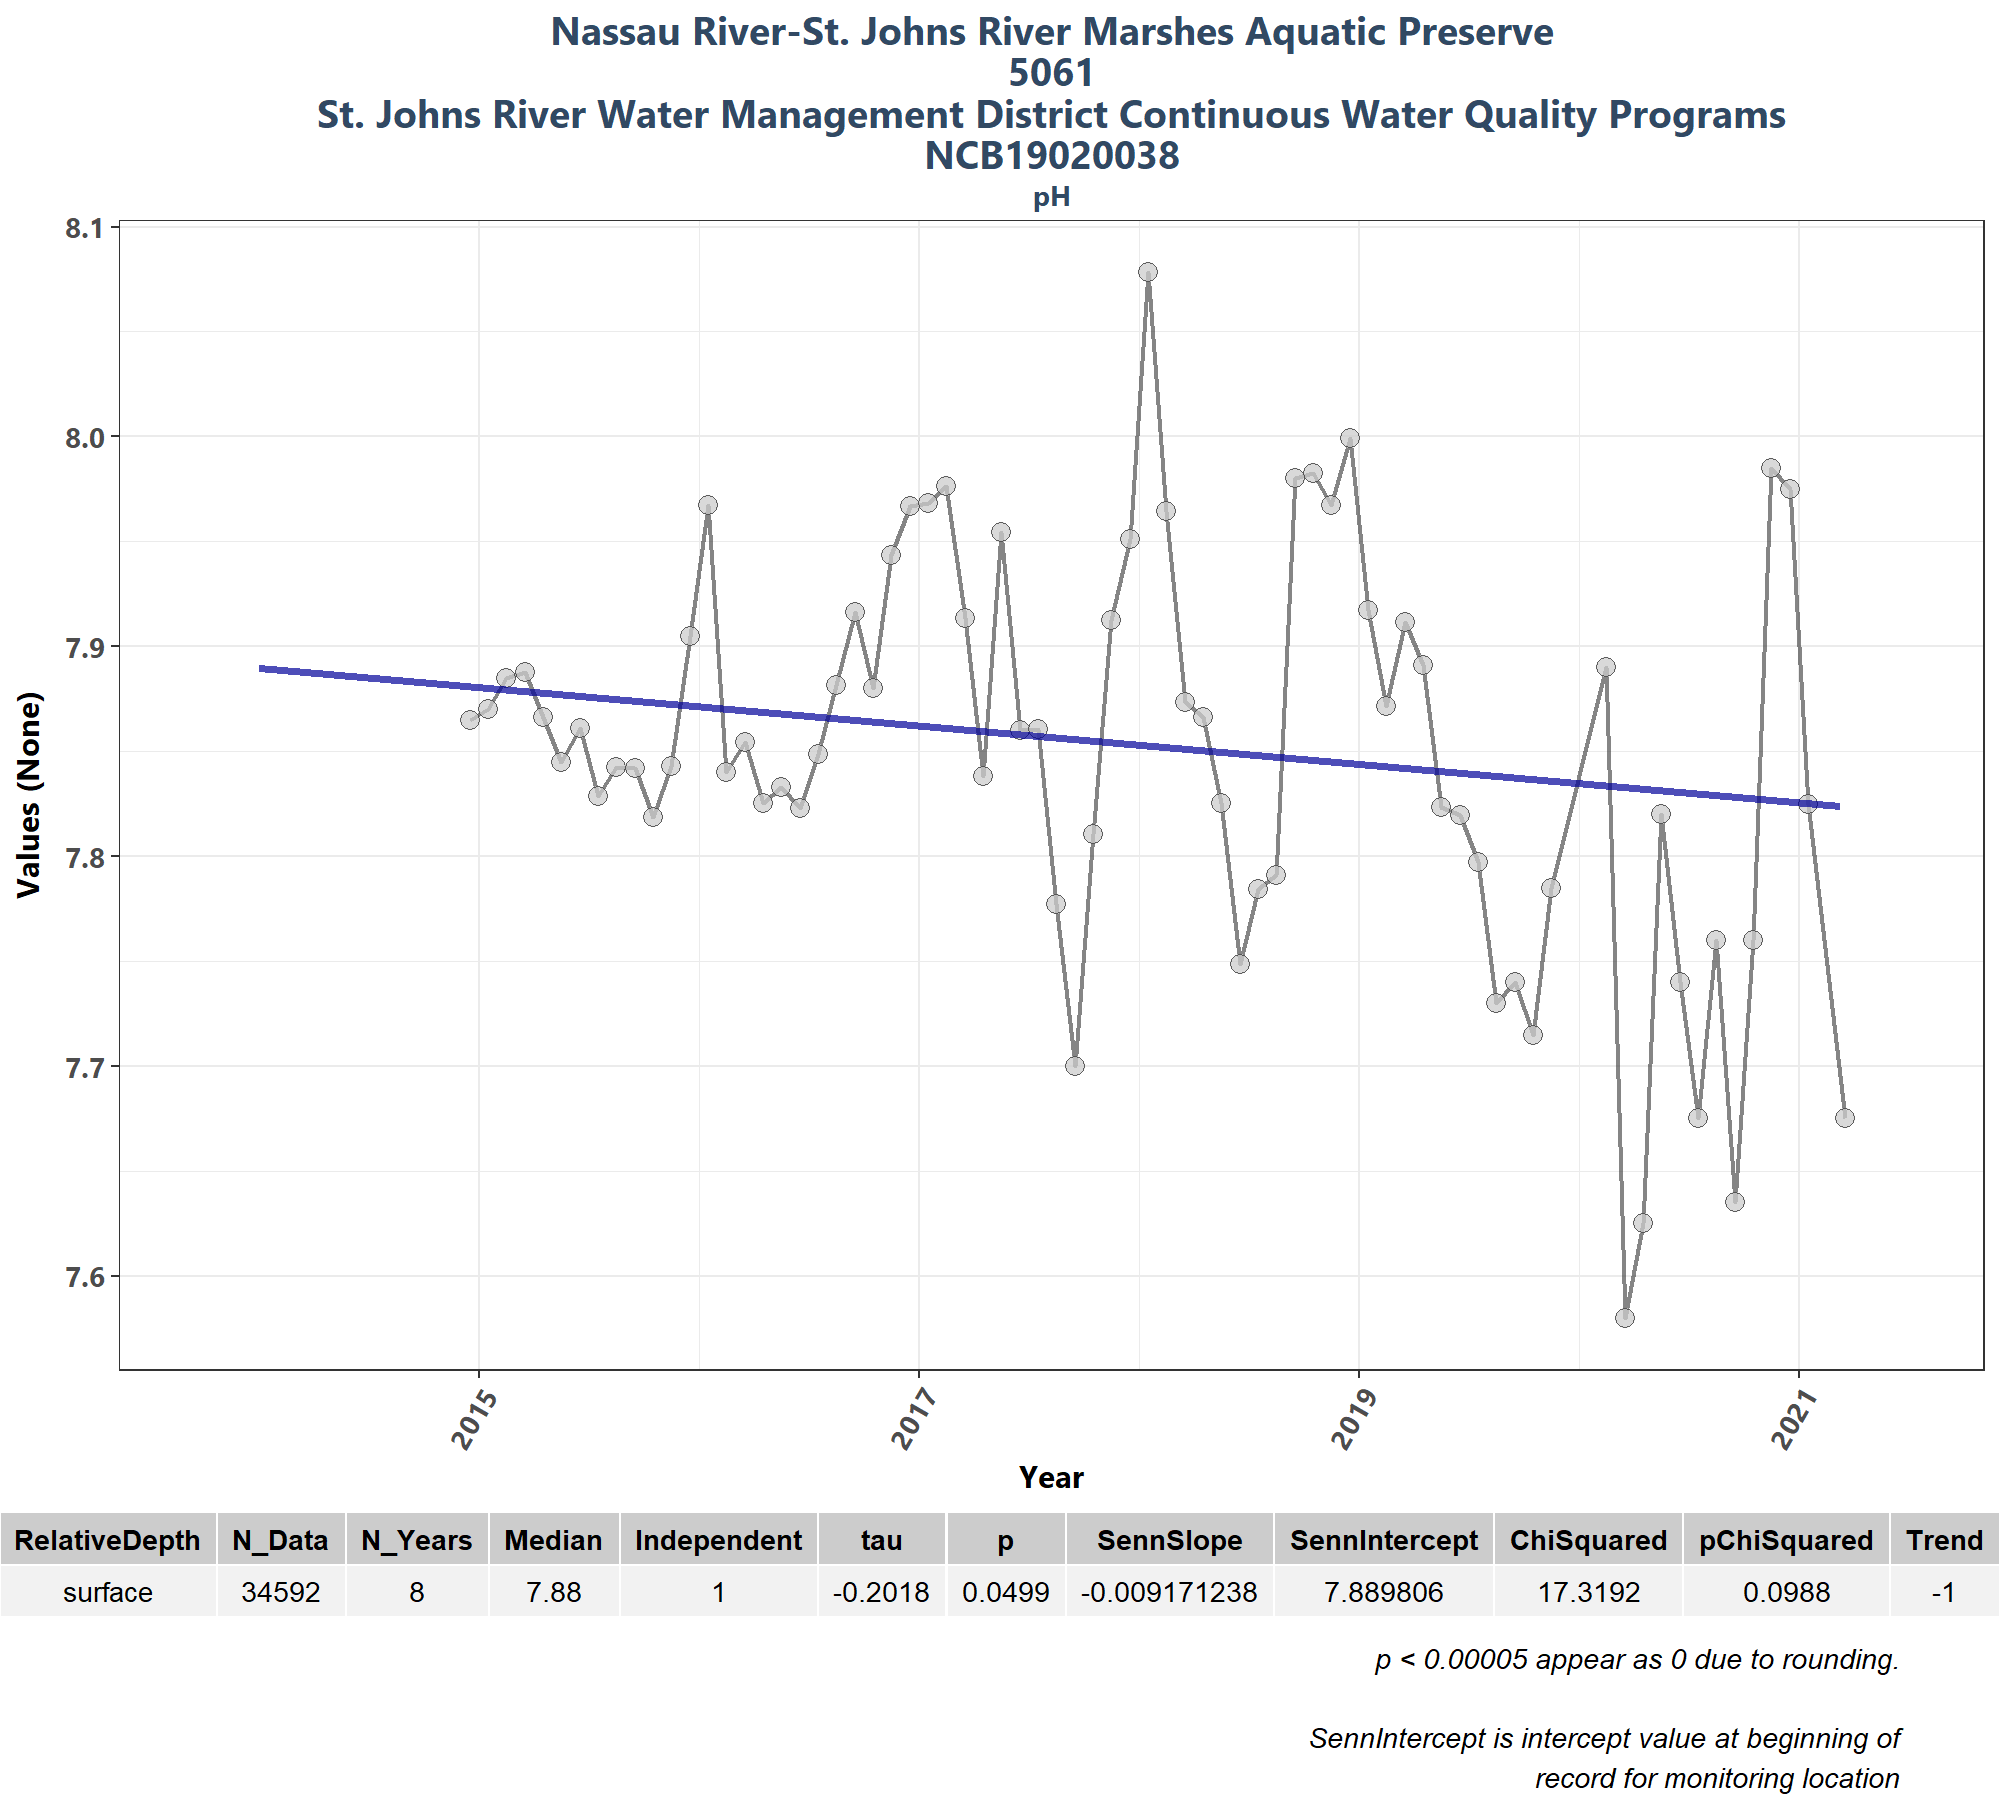 Nassau River-St. Johns River Marshes Aquatic Preserve
5061
St. Johns River Water Management District Continuous Water Quality Programs
NCB19020038
pH
8.1
8.0
7.9
7.8
7.7
7.6
Values (None)
2015 2017 2019 2021
Year
RelativeDepth N_Data N_Years Median Independent tau p SennSlope SennIntercept ChiSquared pChiSquared Trend
surface 34592 8 7.88 1 -0.2018 0.0499 -0.009171238 7.889806 17.3192 0.0988 -1
p < 0.00005 appear as 0 due to rounding.
SennIntercept is intercept value at beginning of
record for monitoring location